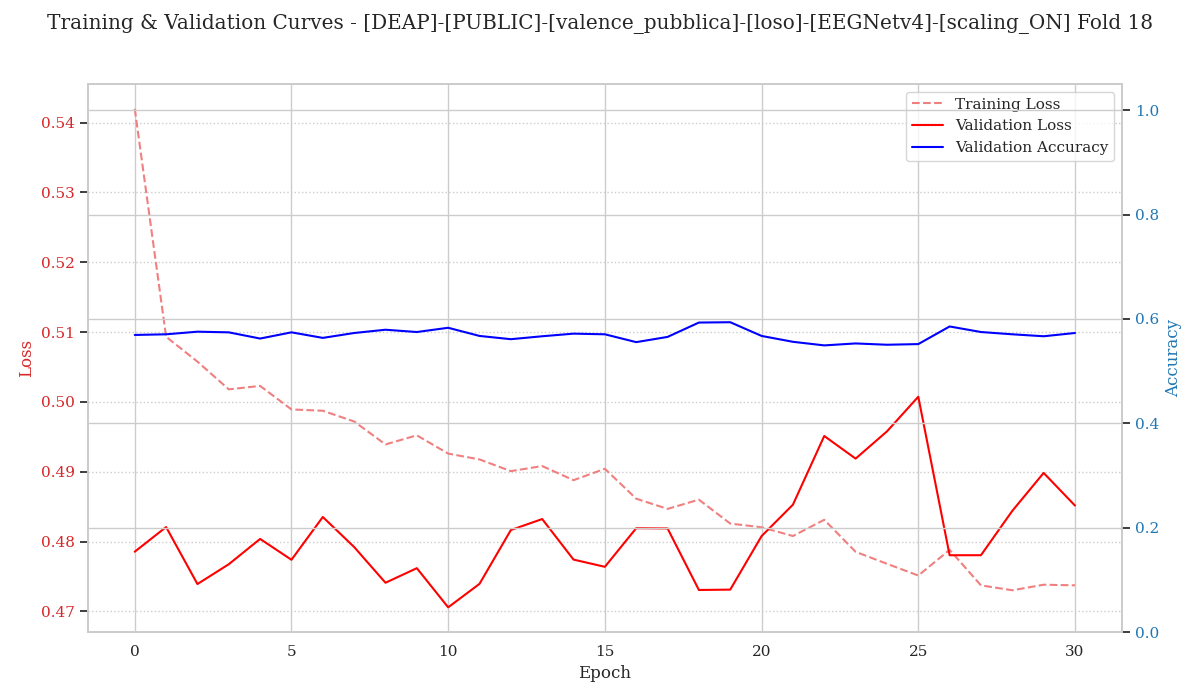 Training & Validation Curves - [DEAP]-[PUBLIC]-[valence_pubblica]-[loso]-[EEGNetv4]-[scaling_ON] Fold 18
Training Loss
Validation Loss
Validation Accuracy
Loss
0.54
0.53
0.52
0.51
0.50
0.49
0.48
0.47
1.0
0.8
0.6
0.4
0.2
0.0
Accuracy
0 5 10 15 20 25 30
Epoch